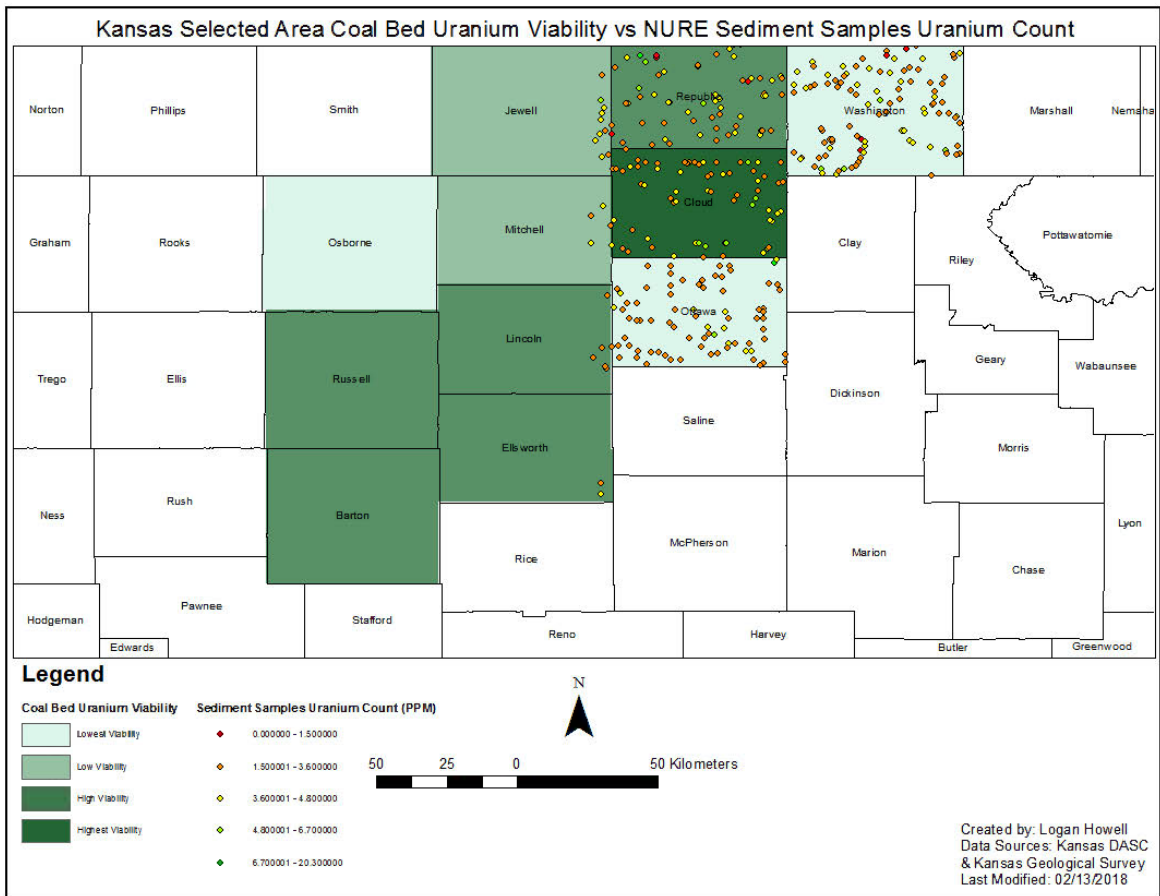 Kansas Selected Area Coal Bed Uranium Viability vs NURE Sediment Samples Uranium Count
Norton
Phillips
Smith
Jewell
Republic
Washington
Marshall
Nemaha
Graham
Rooks
Osborne
Mitchell
Cloud
Clay
Riley
Pottawatomie
Trego
Ellis
Russell
Lincoln
Ottawa
Dickinson
Geary
Wabaunsee
Ness
Rush
Barton
Ellsworth
Saline
Morris
Lyon
Rice
McPherson
Marion
Chase
Hodgeman
Pawnee
Edwards
Stafford
Reno
Harvey
Butler
Greenwood
Legend
Coal Bed Uranium Viability
Lowest Viability
Low Viability
High Viability
Highest Viability
Sediment Samples Uranium Count (PPM)
0.000000 - 1.500000
1.500001 - 3.600000
3.600001 - 4.800000
4.800001 - 6.700000
6.700001 - 20.300000
N
50 25 0 50 Kilometers
Created by: Logan Howell
Data Sources: Kansas DASC
& Kansas Geological Survey
Last Modified: 02/13/2018